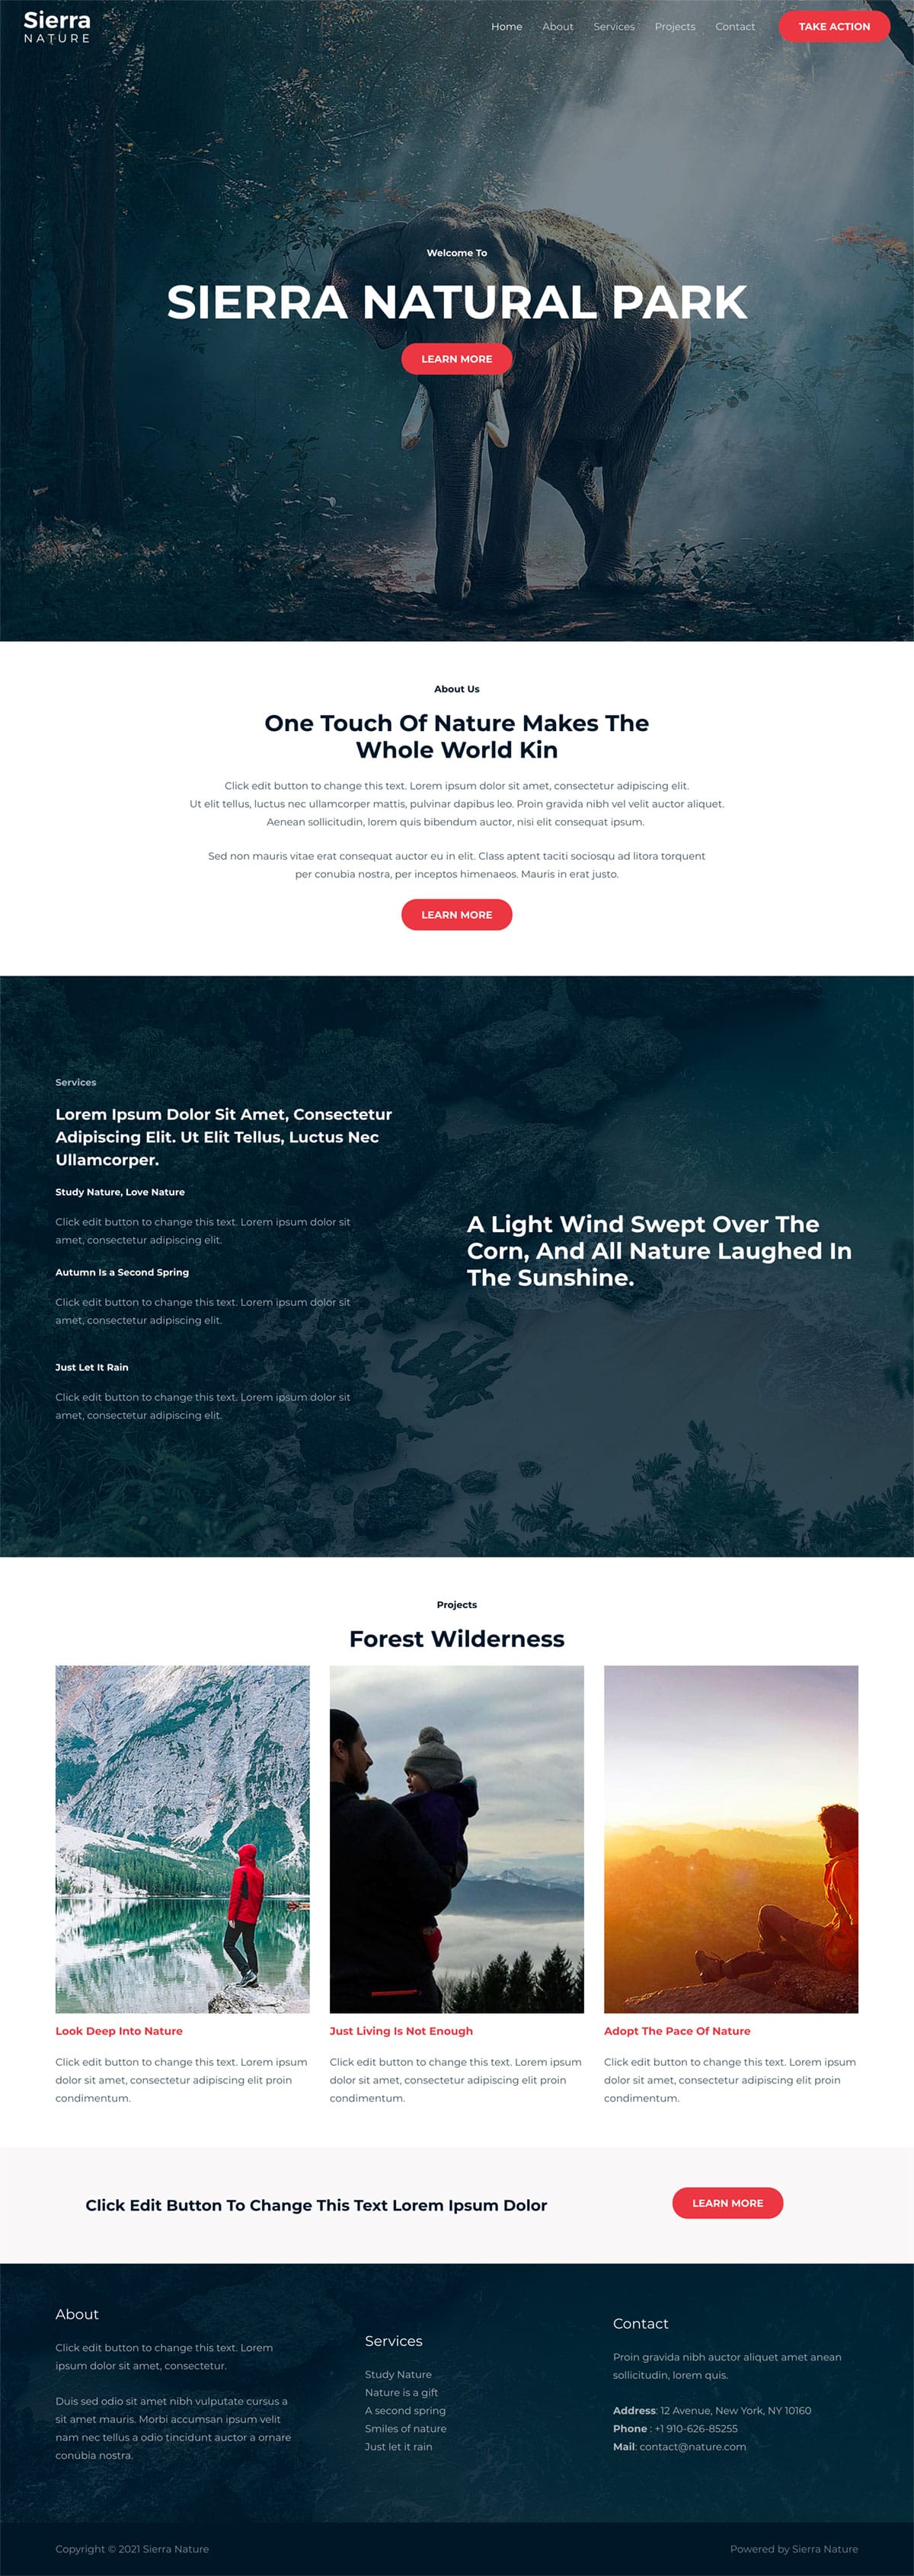 Sierra
NATURE
Home About Services Projects Contact TAKE ACTION
Welcome To
SIERRA NATURAL PARK
LEARN MORE
About Us
One Touch Of Nature Makes The
Whole World Kin
Click edit button to change this text. Lorem ipsum dolor sit amet, consectetur adipiscing elit.
Ut elit tellus, luctus nec ullamcorper mattis, pulvinar dapibus leo. Proin gravida nibh vel velit auctor aliquet.
Aenean sollicitudin, lorem quis bibendum auctor, nisi elit consequat ipsum.
Sed non mauris vitae erat consequat auctor eu in elit. Class aptent taciti sociosqu ad litora torquent
per conubia nostra, per inceptos himenaeos. Mauris in erat justo.
LEARN MORE
Services
Lorem Ipsum Dolor Sit Amet, Consectetur
Adipiscing Elit. Ut Elit Tellus, Luctus Nec
Ullamcorper.
Study Nature, Love Nature
Click edit button to change this text. Lorem ipsum dolor sit
amet, consectetur adipiscing elit.
Autumn Is a Second Spring
Click edit button to change this text. Lorem ipsum dolor sit
amet, consectetur adipiscing elit.
Just Let It Rain
Click edit button to change this text. Lorem ipsum dolor sit
amet, consectetur adipiscing elit.
A Light Wind Swept Over The
Corn, And All Nature Laughed In
The Sunshine.
Projects
Forest Wilderness
Look Deep Into Nature
Click edit button to change this text. Lorem ipsum
dolor sit amet, consectetur adipiscing elit proin
condimentum.
Just Living Is Not Enough
Click edit button to change this text. Lorem ipsum
dolor sit amet, consectetur adipiscing elit proin
condimentum.
Adopt The Pace Of Nature
Click edit button to change this text. Lorem ipsum
dolor sit amet, consectetur adipiscing elit proin
condimentum.
Click Edit Button To Change This Text Lorem Ipsum Dolor
LEARN MORE
About
Click edit button to change this text. Lorem
ipsum dolor sit amet, consectetur.
Duis sed odio sit amet nibh vulputate cursus a
sit amet mauris. Morbi accumsan ipsum velit
nam nec tellus a odio tincidunt auctor a ornare
conubia nostra.
Services
Study Nature
Nature is a gift
A second spring
Smiles of nature
Just let it rain
Contact
Proin gravida nibh auctor aliquet amet anean
sollicitudin, lorem quis.
Address: 12 Avenue, New York, NY 10160
Phone : +1 910-626-85255
Mail: contact@nature.com
Copyright © 2021 Sierra Nature
Powered by Sierra Nature